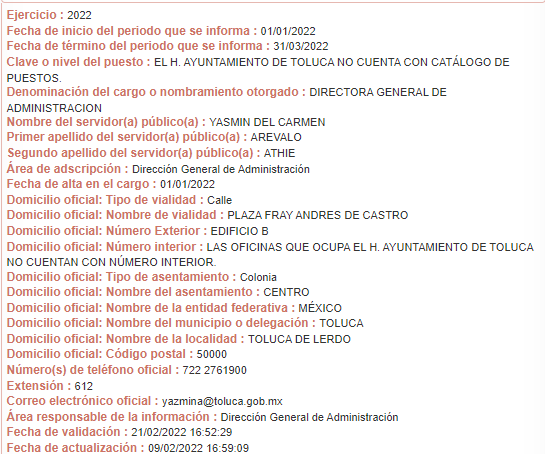 Ejercicio : 2022
Fecha de inicio del periodo que se informa : 01/01/2022
Fecha de término del periodo que se informa : 31/03/2022
Clave o nivel del puesto : EL H. AYUNTAMIENTO DE TOLUCA NO CUENTA CON CATÁLOGO DE
PUESTOS.
Denominación del cargo o nombramiento otorgado : DIRECTORA GENERAL DE
ADMINISTRACION
Nombre del servidor(a) público(a) : YASMIN DEL CARMEN
Primer apellido del servidor(a) público(a) : AREVALO
Segundo apellido del servidor(a) público(a) : ATHIE
Área de adscripción : Dirección General de Administración
Fecha de alta en el cargo : 01/01/2022
Domicilio oficial: Tipo de vialidad : Calle
Domicilio oficial: Nombre de vialidad : PLAZA FRAY ANDRES DE CASTRO
Domicilio oficial: Número Exterior : EDIFICIO B
Domicilio oficial: Número interior : LAS OFICINAS QUE OCUPA EL H. AYUNTAMIENTO DE TOLUCA
NO CUENTAN CON NÚMERO INTERIOR.
Domicilio oficial: Tipo de asentamiento : Colonia
Domicilio oficial: Nombre del asentamiento : CENTRO
Domicilio oficial: Nombre de la entidad federativa : MÉXICO
Domicilio oficial: Nombre del municipio o delegación : TOLUCA
Domicilio oficial: Nombre de la localidad : TOLUCA DE LERDO
Domicilio oficial: Código postal : 50000
Número(s) de teléfono oficial : 722 2761900
Extensión : 612
Correo electrónico oficial : yazmina@toluca.gob.mx
Área responsable de la información : Dirección General de Administración
Fecha de validación : 21/02/2022 16:52:29
Fecha de actualización : 09/02/2022 16:59:09